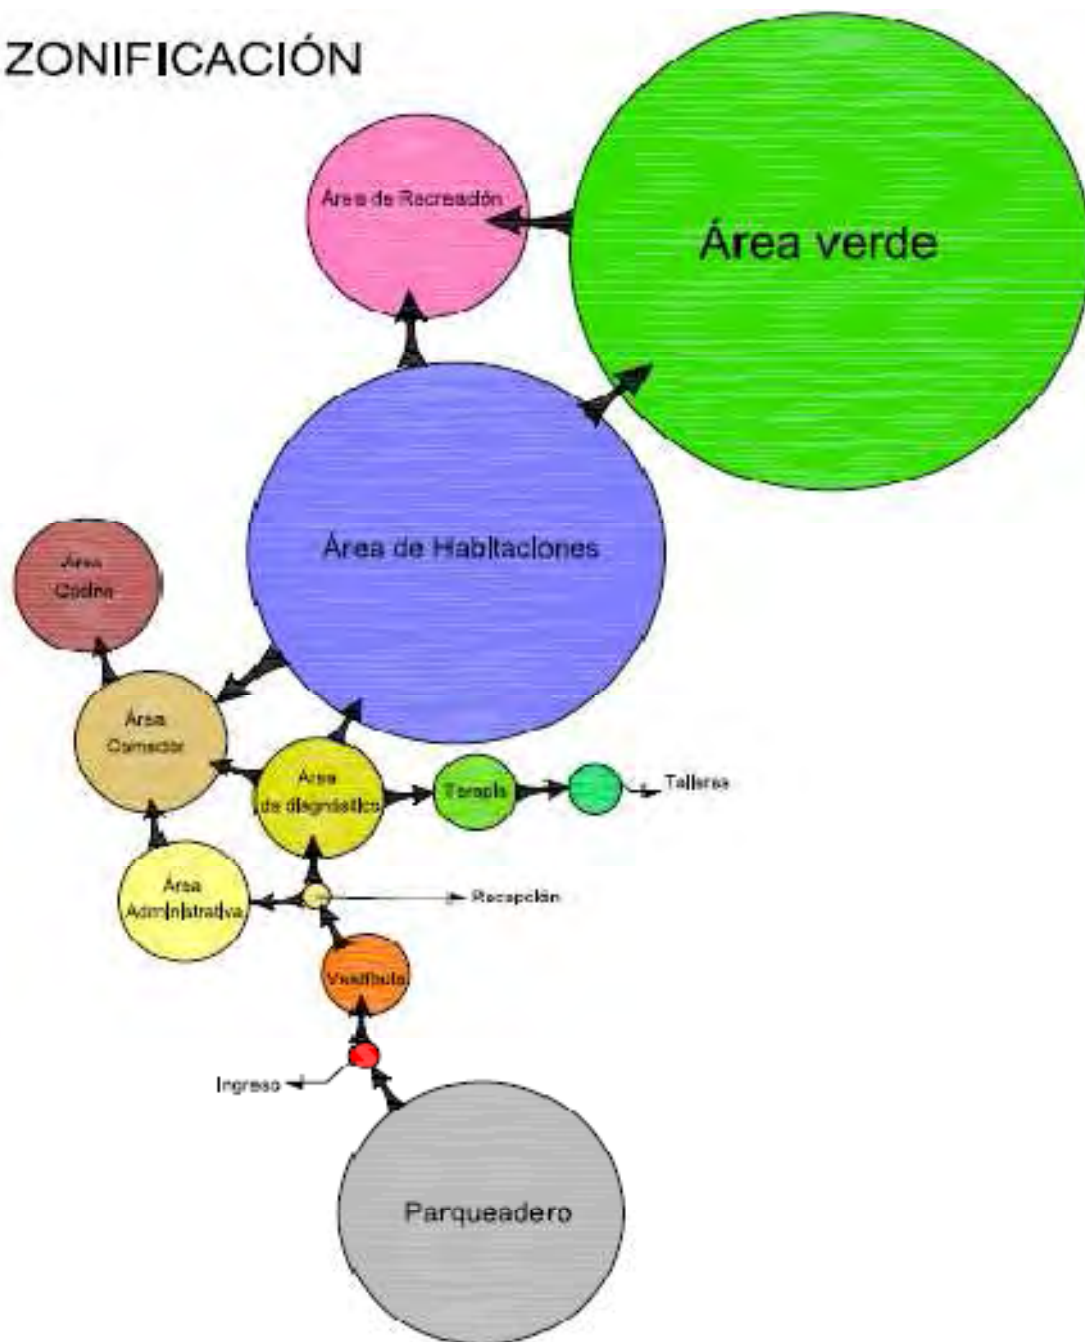 ZONIFICACIÓN
Área de Recreación
Área verde
Área de Habitaciones
Área
Cocina
Área
Comedor
Área
de diagnóstico
Terapia
Talleres
Área
Administrativa
Recepción
Vestíbulo
Ingreso
Parqueadero